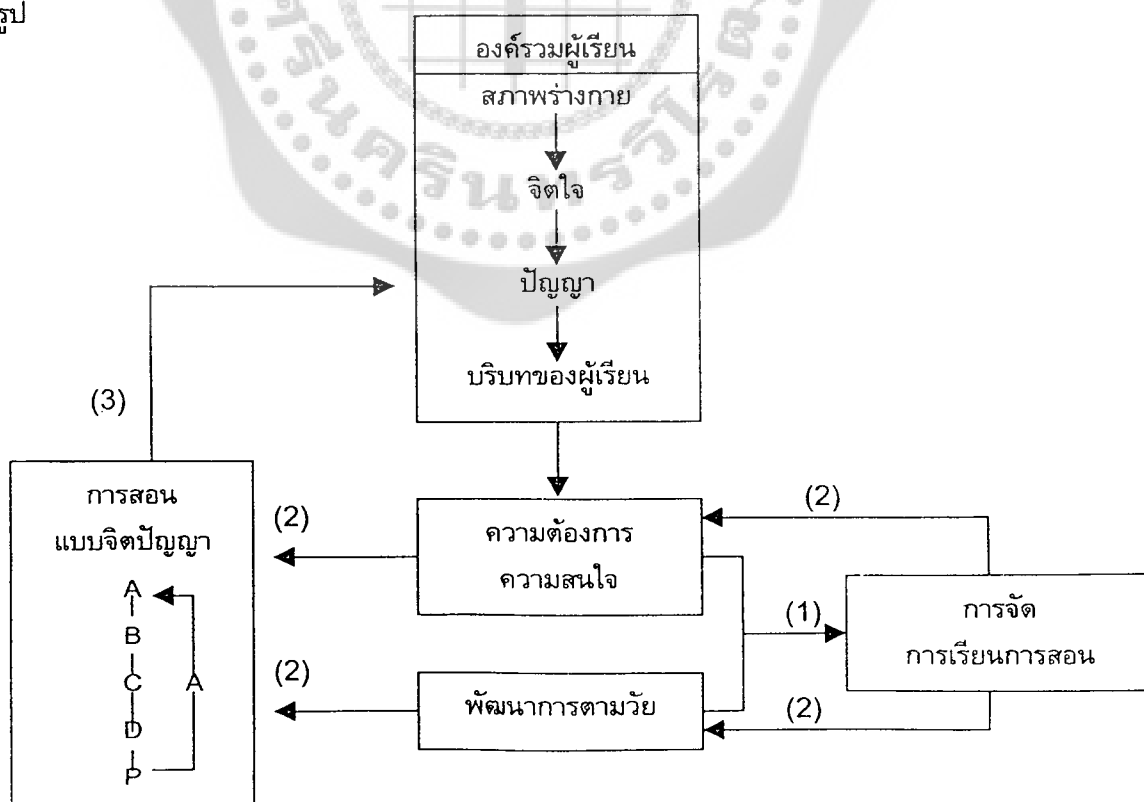 รูป
องค์รวมผู้เรียน
สภาพร่างกาย
จิตใจ
ปัญญา
บริบทของผู้เรียน
(3)
การสอน
แบบจิตปัญญา
A
B
C
A
D
P
(2)
ความต้องการ
ความสนใจ
(2)
(1)
การจัด
การเรียนการสอน
(2)
พัฒนาการตามวัย
(2)